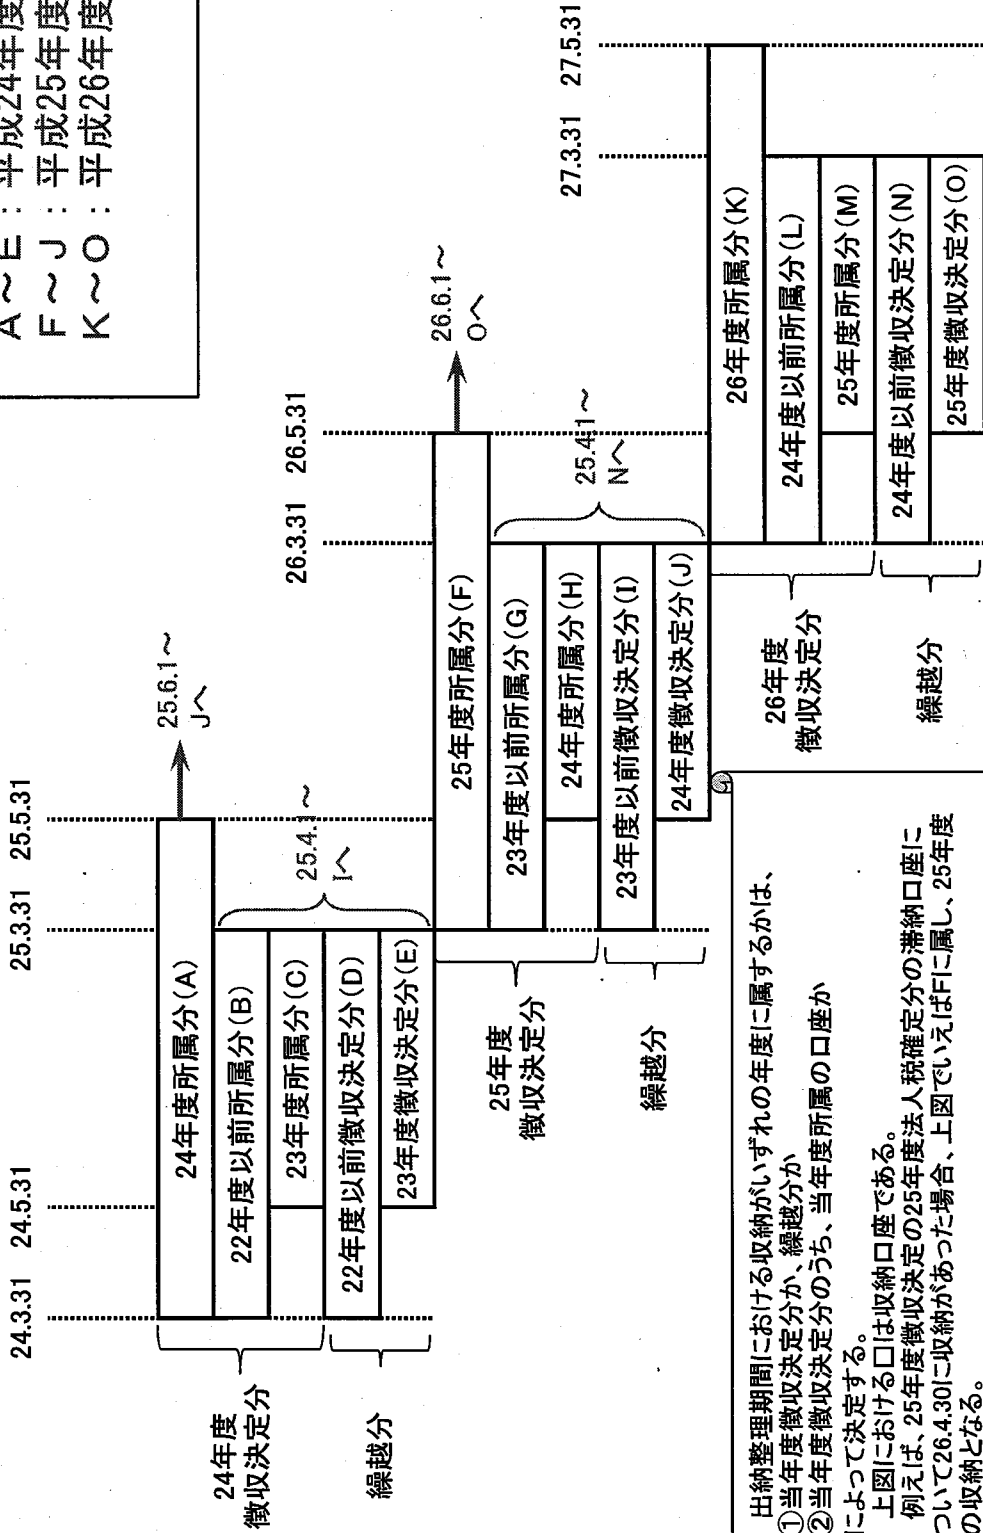 A～E：平成24年度
F～J：平成25年度
K～O：平成26年度
24.3.31 24.5.31 25.3.31 25.5.31
24年度
徴収決定分
繰越分
24年度所属分(A)
22年度以前所属分(B)
23年度所属分(C)
22年度以前徴収決定分(D)
23年度徴収決定分(E)
25.6.1～
Jへ
25.4.1～
Iへ
26.3.31 26.5.31
25年度
徴収決定分
繰越分
25年度所属分(F)
23年度以前所属分(G)
24年度所属分(H)
23年度以前徴収決定分(I)
24年度徴収決定分(J)
26.6.1～
Oへ
25.4.1～
Nへ
27.3.31 27.5.31
26年度
徴収決定分
繰越分
26年度所属分(K)
24年度以前所属分(L)
25年度所属分(M)
24年度以前徴収決定分(N)
25年度徴収決定分(O)
出納整理期間における収納がいずれの年度に属するかは、
①当年度徴収決定分か、繰越分か
②当年度徴収決定分のうち、当年度所属の口座か
によって決定する。
上図における口は収納口座である。
例えば、25年度徴収決定の25年度法人税確定分の滞納口座に
ついて26.4.30に収納があった場合、上図でいえばFに属し、25年度
の収納となる。